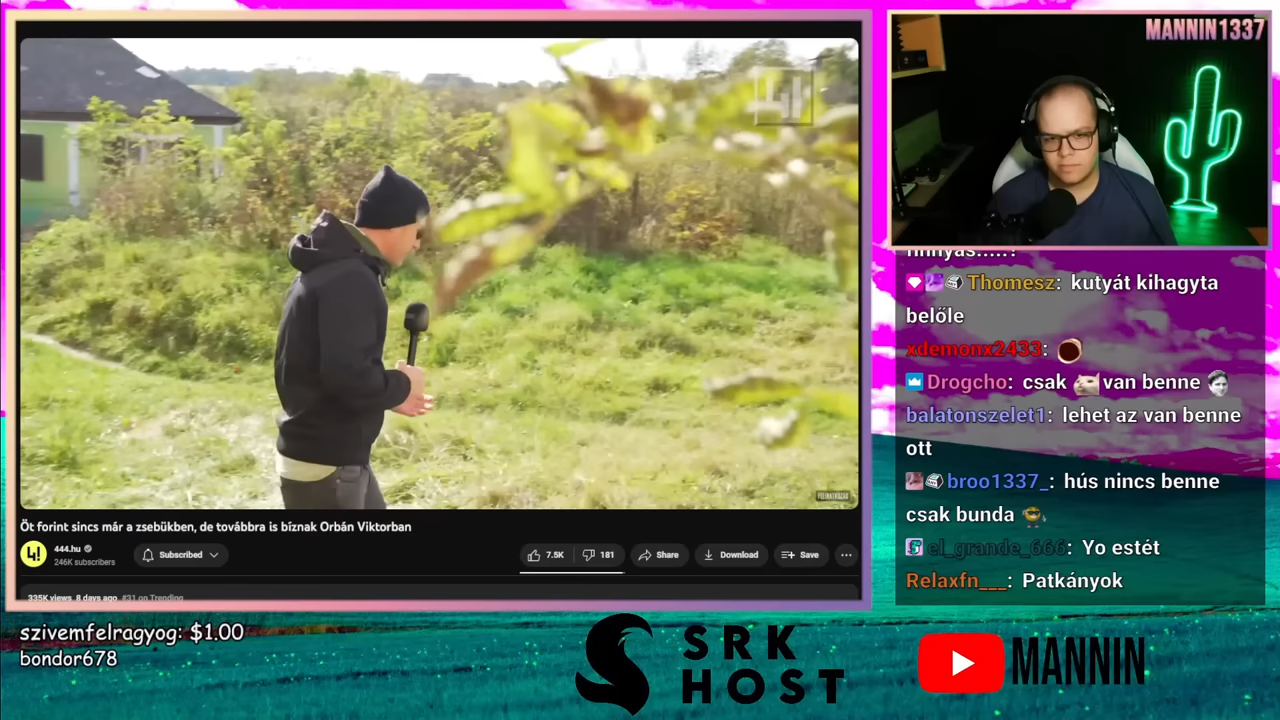 MANNIN1337
FELIRATKOZÁS
Öt forint sincs már a zsebükben, de továbbra is bíznak Orbán Viktorban
4!
444.hu
246K subscribers
Subscribed
7.5K
181
Share
Download
Save
335K views 8 days ago #31 on Trending
Thomesz: kutyát kihagyta
belőle
xdemonx2433:
Drogcho: csak van benne
balatonszelet1: lehet az van benne
ott
broo1337_: hús nincs benne
csak bunda
el_grande_666: Yo estét
Relaxfn___: Patkányok
szivemfelragyog: $1.00
bondor678
SRK
HOST
MANNIN